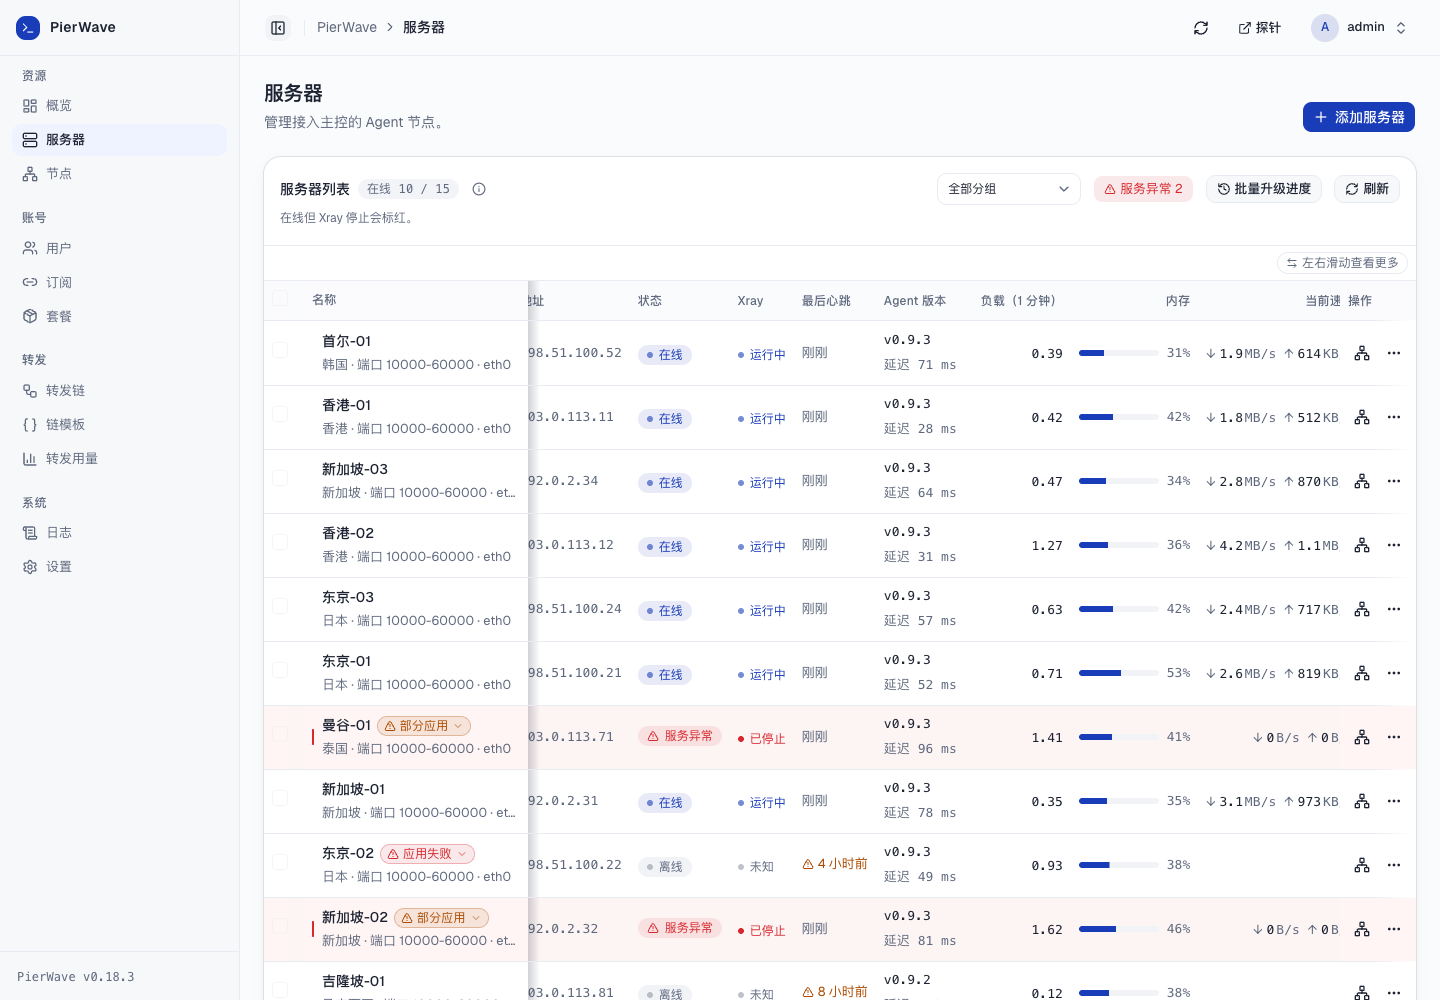 PierWave
资源
概览
服务器
节点
账号
用户
订阅
套餐
转发
转发链
链模板
转发用量
系统
日志
设置
PierWave v0.18.3
PierWave > 服务器
探针
A admin
服务器
管理接入主控的 Agent 节点。
添加服务器
服务器列表 在线 10 / 15
在线但 Xray 停止会标红。
全部分组
服务异常 2
批量升级进度
刷新
左右滑动查看更多
名称 状态 Xray 最后心跳 Agent 版本 负载（1 分钟） 内存 当前速 操作
首尔-01
韩国 · 端口 10000-60000 · eth0
98.51.100.52 在线 运行中 刚刚 v0.9.3 0.39 31% ↓1.9MB/s ↑614KB
延迟 71 ms
香港-01
香港 · 端口 10000-60000 · eth0
03.0.113.11 在线 运行中 刚刚 v0.9.3 0.42 42% ↓1.8MB/s ↑512KB
延迟 28 ms
新加坡-03
新加坡 · 端口 10000-60000 · et...
92.0.2.34 在线 运行中 刚刚 v0.9.3 0.47 34% ↓2.8MB/s ↑870KB
延迟 64 ms
香港-02
香港 · 端口 10000-60000 · eth0
03.0.113.12 在线 运行中 刚刚 v0.9.3 1.27 36% ↓4.2MB/s ↑1.1MB
延迟 31 ms
东京-03
日本 · 端口 10000-60000 · eth0
98.51.100.24 在线 运行中 刚刚 v0.9.3 0.63 42% ↓2.4MB/s ↑717KB
延迟 57 ms
东京-01
日本 · 端口 10000-60000 · eth0
98.51.100.21 在线 运行中 刚刚 v0.9.3 0.71 53% ↓2.6MB/s ↑819KB
延迟 52 ms
曼谷-01 部分应用
泰国 · 端口 10000-60000 · eth0
03.0.113.71 服务异常 已停止 刚刚 v0.9.3 1.41 41% ↓0B/s ↑0B
延迟 96 ms
新加坡-01
新加坡 · 端口 10000-60000 · et...
92.0.2.31 在线 运行中 刚刚 v0.9.3 0.35 35% ↓3.1MB/s ↑973KB
延迟 78 ms
东京-02 应用失败
日本 · 端口 10000-60000 · eth0
98.51.100.22 离线 未知 4 小时前 v0.9.3 0.93 38%
延迟 49 ms
新加坡-02 部分应用
新加坡 · 端口 10000-60000 · et...
92.0.2.32 服务异常 已停止 刚刚 v0.9.3 1.62 46% ↓0B/s ↑0B
延迟 81 ms
吉隆坡-01
03.0.113.81 离线 未知 8 小时前 v0.9.2 0.12 38%